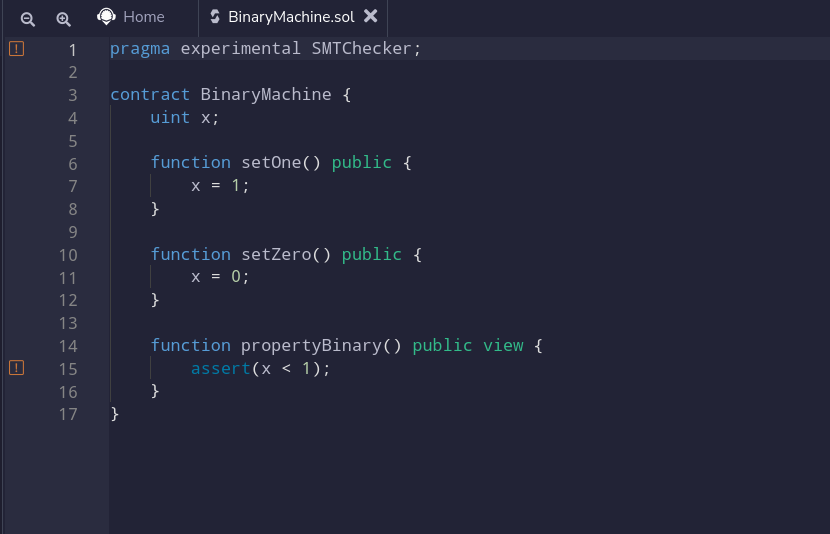 Home BinaryMachine.sol
1 pragma experimental SMTChecker;
2
3 contract BinaryMachine {
4 uint x;
5
6 function setOne() public {
7 x = 1;
8 }
9
10 function setZero() public {
11 x = 0;
12 }
13
14 function propertyBinary() public view {
15 assert(x < 1);
16 }
17 }